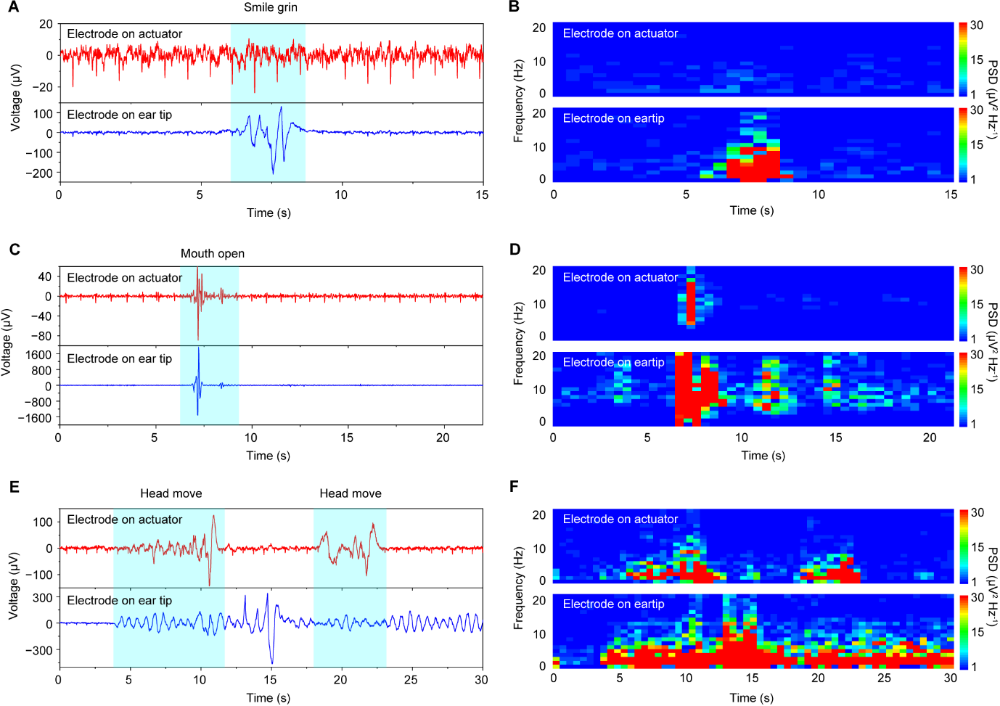 A
Smile grin
Electrode on actuator
20
0
−20
Electrode on ear tip
100
0
−100
−200
Voltage (µV)
0 5 10 15
Time (s)
B
Electrode on actuator
20
10
0
Electrode on eartip
20
10
0
Frequency (Hz)
0 5 10 15
Time (s)
30
15
1
30
15
1
PSD (µV² Hz⁻¹)
C
Mouth open
Electrode on actuator
40
0
−40
−80
Electrode on ear tip
1600
800
0
−800
−1600
Voltage (µV)
0 5 10 15 20
Time (s)
D
Electrode on actuator
20
10
0
Electrode on eartip
20
10
0
Frequency (Hz)
0 5 10 15 20
Time (s)
30
15
1
30
15
1
PSD (µV² Hz⁻¹)
E
Head move Head move
Electrode on actuator
100
0
−100
Electrode on ear tip
300
0
−300
Voltage (µV)
0 5 10 15 20 25 30
Time (s)
F
Electrode on actuator
20
10
0
Electrode on eartip
20
10
0
Frequency (Hz)
0 5 10 15 20 25 30
Time (s)
30
15
1
30
15
1
PSD (µV² Hz⁻¹)